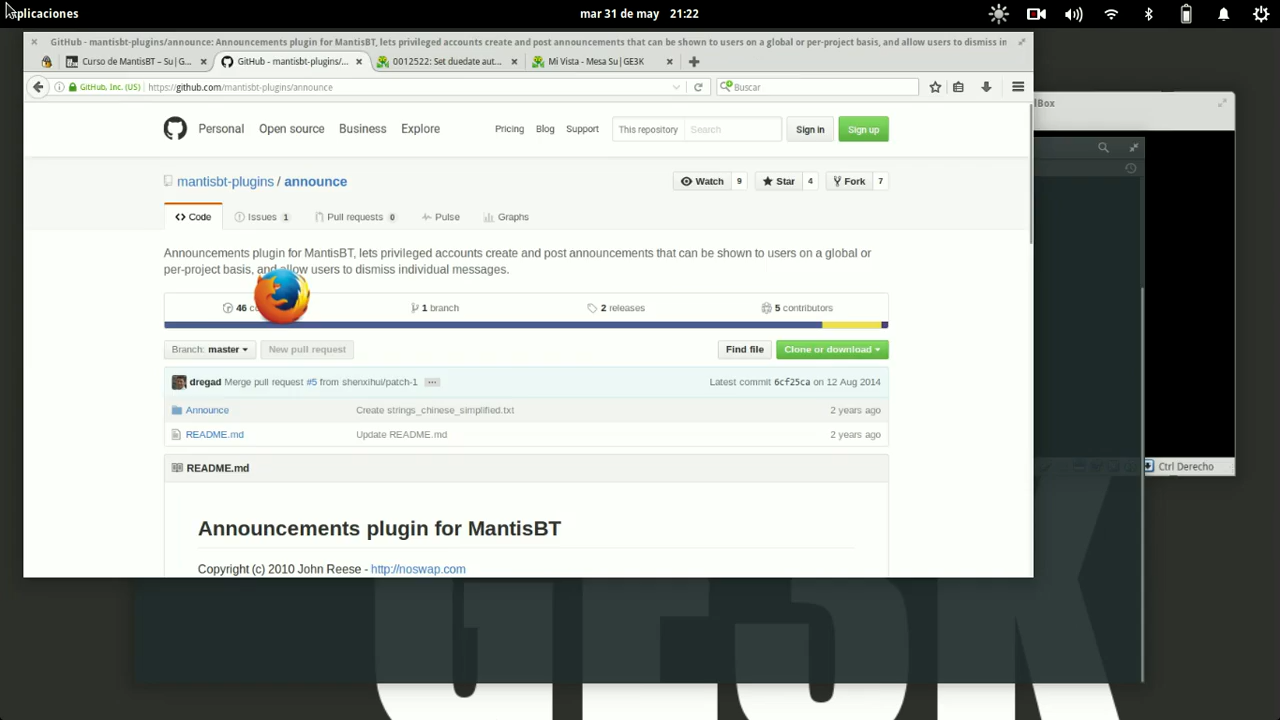 plicaciones
mar 31 de may 21:22
GitHub - mantisbt-plugins/announce: Announcements plugin for MantisBT, lets privileged accounts create and post announcements that can be shown to users on a global or per-project basis, and allow users to dismiss in
lBox
Curso de MantisBT – Su|G...
GitHub - mantisbt-plugins/...
0012522: Set duedate aut...
Mi Vista - Mesa Su|GE3K
GitHub, Inc. (US)
https://github.com/mantisbt-plugins/announce
Buscar
Personal Open source Business Explore
Pricing Blog Support
This repository Search
Sign in
Sign up
mantisbt-plugins / announce
Watch 9
Star 4
Fork 7
Code
Issues 1
Pull requests 0
Pulse
Graphs
Announcements plugin for MantisBT, lets privileged accounts create and post announcements that can be shown to users on a global or
per-project basis, and allow users to dismiss individual messages.
46
1 branch
2 releases
5 contributors
Branch: master
New pull request
Find file
Clone or download
dregad Merge pull request #5 from shenxihui/patch-1
Latest commit 6cf25ca on 12 Aug 2014
Announce Create strings_chinese_simplified.txt 2 years ago
README.md Update README.md 2 years ago
Ctrl Derecho
README.md
Announcements plugin for MantisBT
Copyright (c) 2010 John Reese - http://noswap.com
GE3K